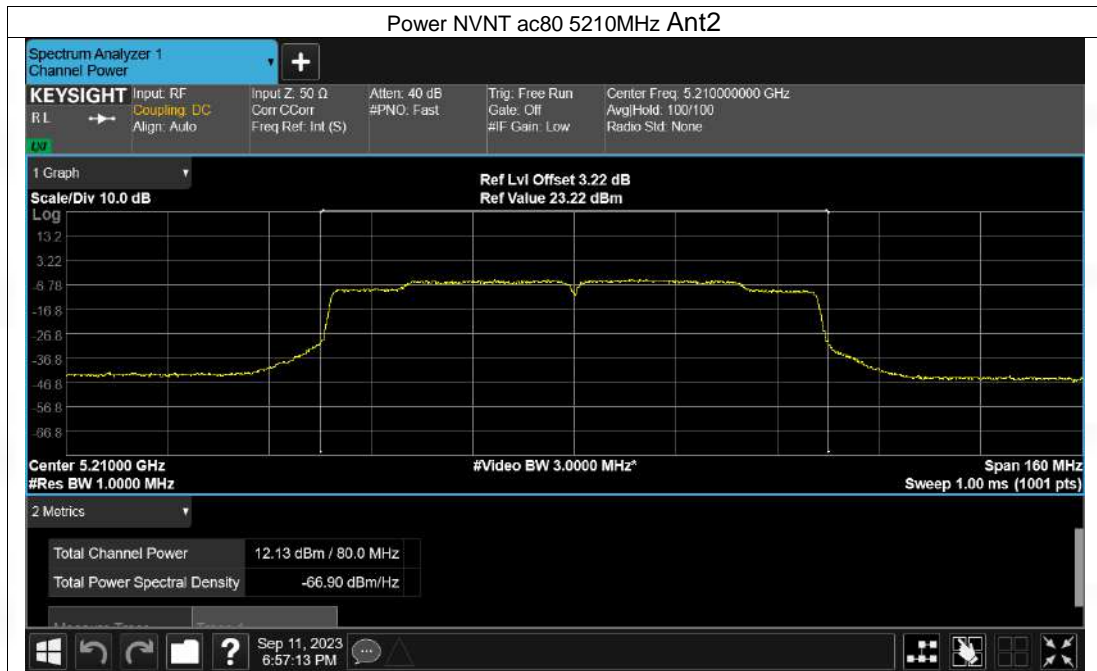 Power NVNT ac80 5210MHz Ant2
Spectrum Analyzer 1
Channel Power
KEYSIGHT
RL
LXI
Input: RF
Coupling: DC
Align: Auto
Input Z: 50 Ω
Corr CCorr
Freq Ref: Int (S)
Atten: 40 dB
#PNO: Fast
Trig: Free Run
Gate: Off
#IF Gain: Low
Center Freq: 5.210000000 GHz
Avg|Hold: 100/100
Radio Std: None
1 Graph
Scale/Div 10.0 dB
Ref Lvl Offset 3.22 dB
Ref Value 23.22 dBm
Log
13.2
3.22
-6.78
-16.8
-26.8
-36.8
-46.8
-56.8
-66.8
Center 5.21000 GHz
#Res BW 1.0000 MHz
#Video BW 3.0000 MHz*
Span 160 MHz
Sweep 1.00 ms (1001 pts)
2 Metrics
Total Channel Power 12.13 dBm / 80.0 MHz
Total Power Spectral Density -66.90 dBm/Hz
Sep 11, 2023
6:57:13 PM